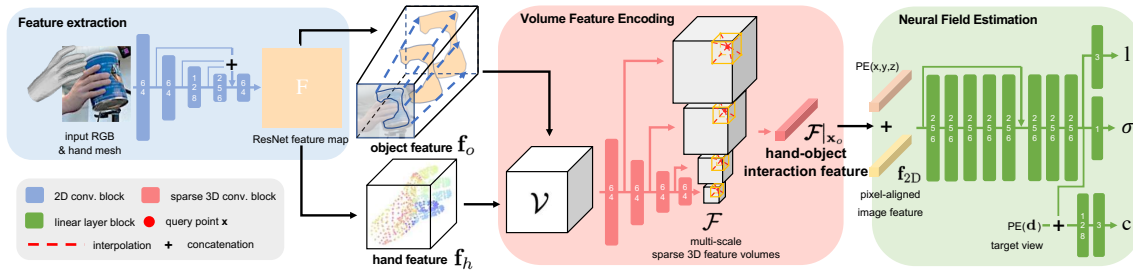 Feature extraction
64
64
128
256
64
+
F
input RGB
& hand mesh
ResNet feature map
2D conv. block
sparse 3D conv. block
linear layer block
query point x
interpolation
+ concatenation
object feature f_o
hand feature f_h
Volume Feature Encoding
V
64
64
64
64
64
F
multi-scale
sparse 3D feature volumes
F|x_o
hand-object
interaction feature
Neural Field Estimation
PE(x,y,z)
+
f_2D
pixel-aligned
image feature
256
256
256
256
256
256
256
256
3
l
1
σ
PE(d)
+
target view
128
3
c